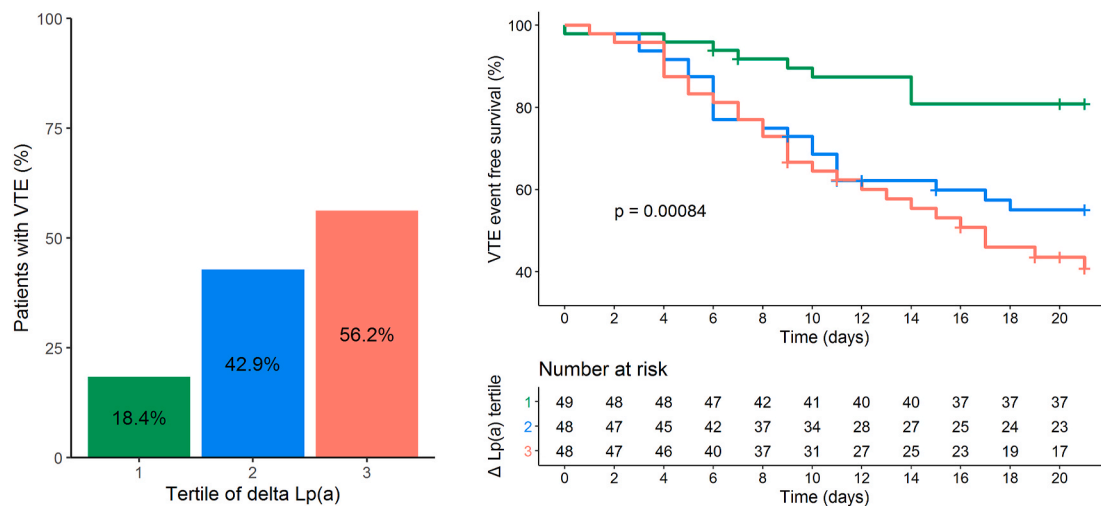 Patients with VTE (%)
100
75
50
25
0
18.4%
42.9%
56.2%
1 2 3
Tertile of delta Lp(a)
VTE event free survival (%)
100
80
60
40
p = 0.00084
0 2 4 6 8 10 12 14 16 18 20
Time (days)
Number at risk
Δ Lp(a) tertile
1 49 48 48 47 42 41 40 40 37 37 37
2 48 47 45 42 37 34 28 27 25 24 23
3 48 47 46 40 37 31 27 25 23 19 17
0 2 4 6 8 10 12 14 16 18 20
Time (days)